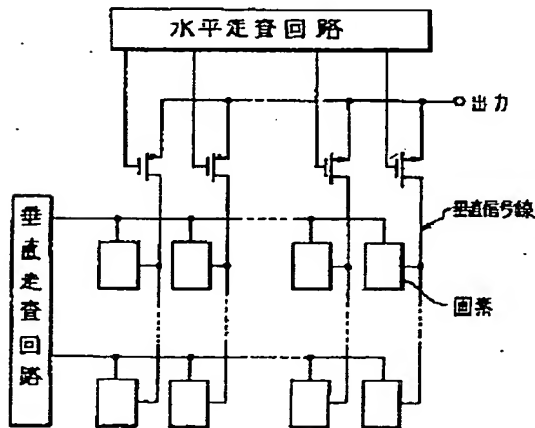 水平走査回路
出力
垂直信号線
垂直走査回路
画素